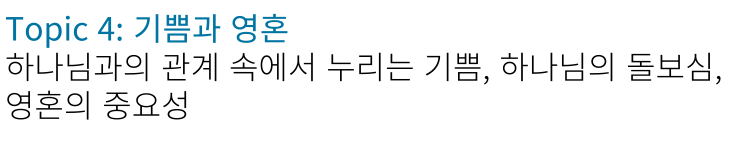 Topic 4: 기쁨과 영혼
하나님과의 관계 속에서 누리는 기쁨, 하나님의 돌보심,
영혼의 중요성